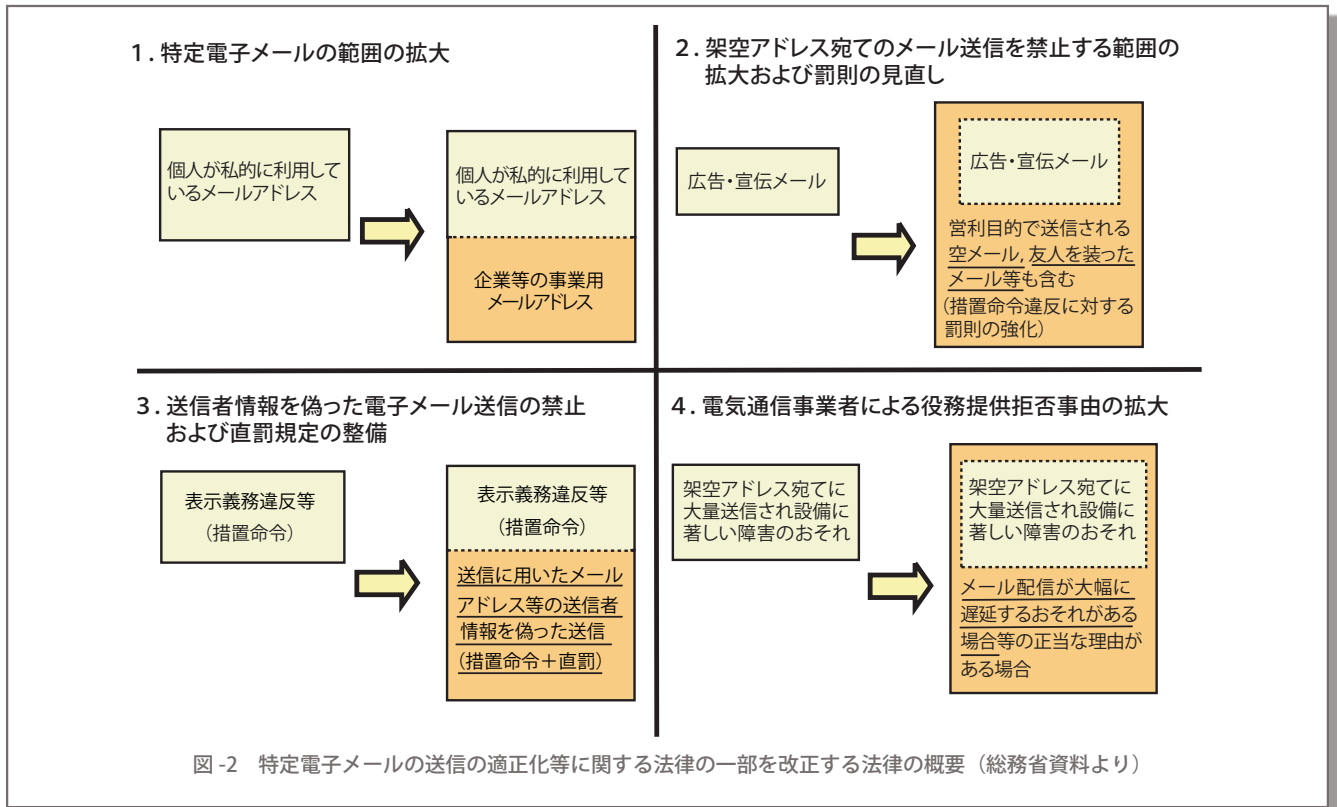 1．特定電子メールの範囲の拡大
個人が私的に利用して
いるメールアドレス
個人が私的に利用して
いるメールアドレス
企業等の事業用
メールアドレス
2．架空アドレス宛てのメール送信を禁止する範囲の
拡大および罰則の見直し
広告・宣伝メール
広告・宣伝メール
営利目的で送信される
空メール，友人を装った
メール等も含む
（措置命令違反に対する
罰則の強化）
3．送信者情報を偽った電子メール送信の禁止
および直罰規定の整備
表示義務違反等
（措置命令）
表示義務違反等
（措置命令）
送信に用いたメール
アドレス等の送信者
情報を偽った送信
（措置命令＋直罰）
4．電気通信事業者による役務提供拒否事由の拡大
架空アドレス宛てに
大量送信され設備に
著しい障害のおそれ
架空アドレス宛てに
大量送信され設備に
著しい障害のおそれ
メール配信が大幅に
遅延するおそれがある
場合等の正当な理由が
ある場合
図-2　特定電子メールの送信の適正化等に関する法律の一部を改正する法律の概要（総務省資料より）